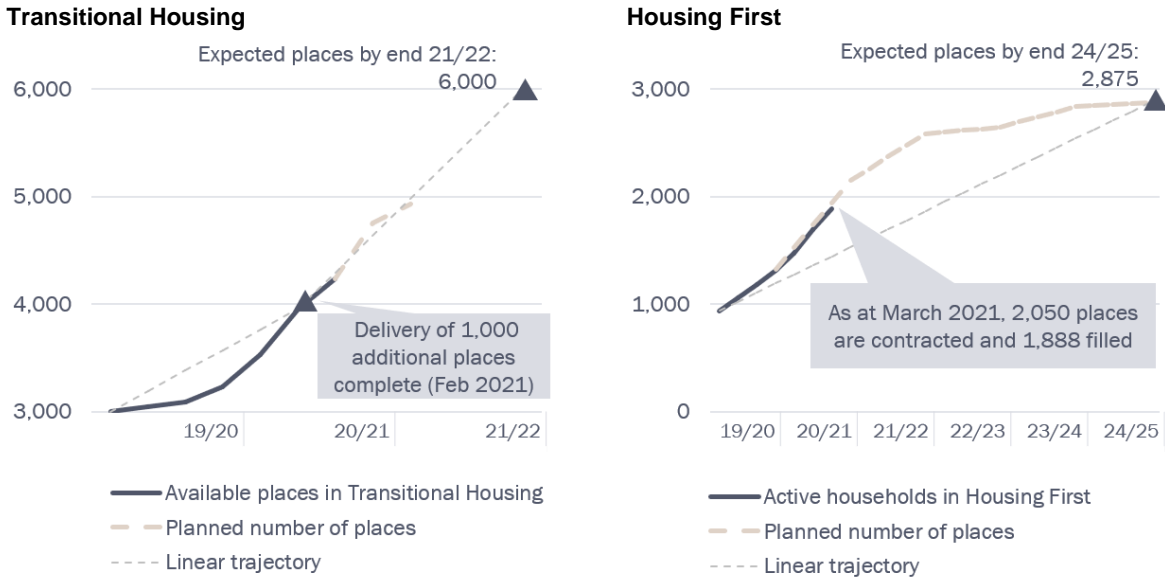 Transitional Housing
Expected places by end 21/22:
6,000
6,000
5,000
4,000
3,000
Delivery of 1,000
additional places
complete (Feb 2021)
19/20
20/21
21/22
Available places in Transitional Housing
Planned number of places
Linear trajectory
Housing First
Expected places by end 24/25:
2,875
3,000
2,000
1,000
0
As at March 2021, 2,050 places
are contracted and 1,888 filled
19/20
20/21
21/22
22/23
23/24
24/25
Active households in Housing First
Planned number of places
Linear trajectory